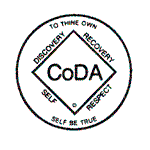 TO THINE OWN
DISCOVERY
RECOVERY
CoDA
SELF
RESPECT
SELF BE TRUE